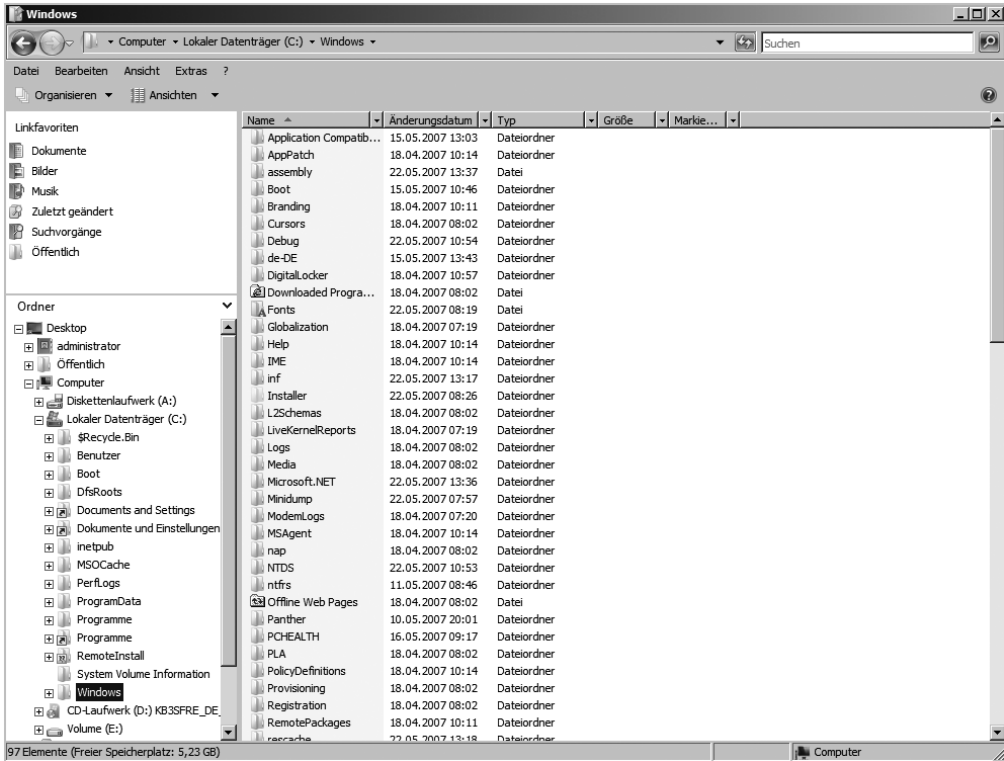 Windows
Computer Lokaler Datenträger (C:) Windows
Suchen
Datei Bearbeiten Ansicht Extras ?
Organisieren Ansichten
Linkfavoriten
Dokumente
Bilder
Musik
Zuletzt geändert
Suchvorgänge
Öffentlich
Ordner
Desktop
administrator
Öffentlich
Computer
Diskettenlaufwerk (A:)
Lokaler Datenträger (C:)
$Recycle.Bin
Benutzer
Boot
DfsRoots
Documents and Settings
Dokumente und Einstellungen
inetpub
MSOCache
PerfLogs
ProgramData
Programme
Programme
RemoteInstall
System Volume Information
Windows
CD-Laufwerk (D:) KB3SFRE_DE_
Volume (E:)
Name Änderungsdatum Typ Größe Markie...
Application Compatib... 15.05.2007 13:03 Dateiordner
AppPatch 18.04.2007 10:14 Dateiordner
assembly 22.05.2007 13:37 Datei
Boot 15.05.2007 10:46 Dateiordner
Branding 18.04.2007 10:11 Dateiordner
Cursors 18.04.2007 08:02 Dateiordner
Debug 22.05.2007 10:54 Dateiordner
de-DE 15.05.2007 13:43 Dateiordner
DigitalLocker 18.04.2007 10:57 Dateiordner
Downloaded Progra... 18.04.2007 08:02 Datei
Fonts 22.05.2007 08:19 Datei
Globalization 18.04.2007 07:19 Dateiordner
Help 18.04.2007 10:14 Dateiordner
IME 18.04.2007 10:14 Dateiordner
inf 22.05.2007 13:17 Dateiordner
Installer 22.05.2007 08:26 Dateiordner
L2Schemas 18.04.2007 08:02 Dateiordner
LiveKernelReports 18.04.2007 07:19 Dateiordner
Logs 18.04.2007 08:02 Dateiordner
Media 18.04.2007 08:02 Dateiordner
Microsoft.NET 22.05.2007 13:36 Dateiordner
Minidump 22.05.2007 07:57 Dateiordner
ModemLogs 18.04.2007 07:20 Dateiordner
MSAgent 18.04.2007 10:14 Dateiordner
nap 18.04.2007 08:02 Dateiordner
NTDS 22.05.2007 10:53 Dateiordner
ntfrs 11.05.2007 08:46 Dateiordner
Offline Web Pages 18.04.2007 08:02 Datei
Panther 10.05.2007 20:01 Dateiordner
PCHEALTH 16.05.2007 09:17 Dateiordner
PLA 18.04.2007 08:02 Dateiordner
PolicyDefinitions 18.04.2007 10:14 Dateiordner
Provisioning 18.04.2007 08:02 Dateiordner
Registration 18.04.2007 08:02 Dateiordner
RemotePackages 18.04.2007 10:11 Dateiordner
rescache 22.05.2007 13:18 Dateiordner
97 Elemente (Freier Speicherplatz: 5,23 GB) Computer